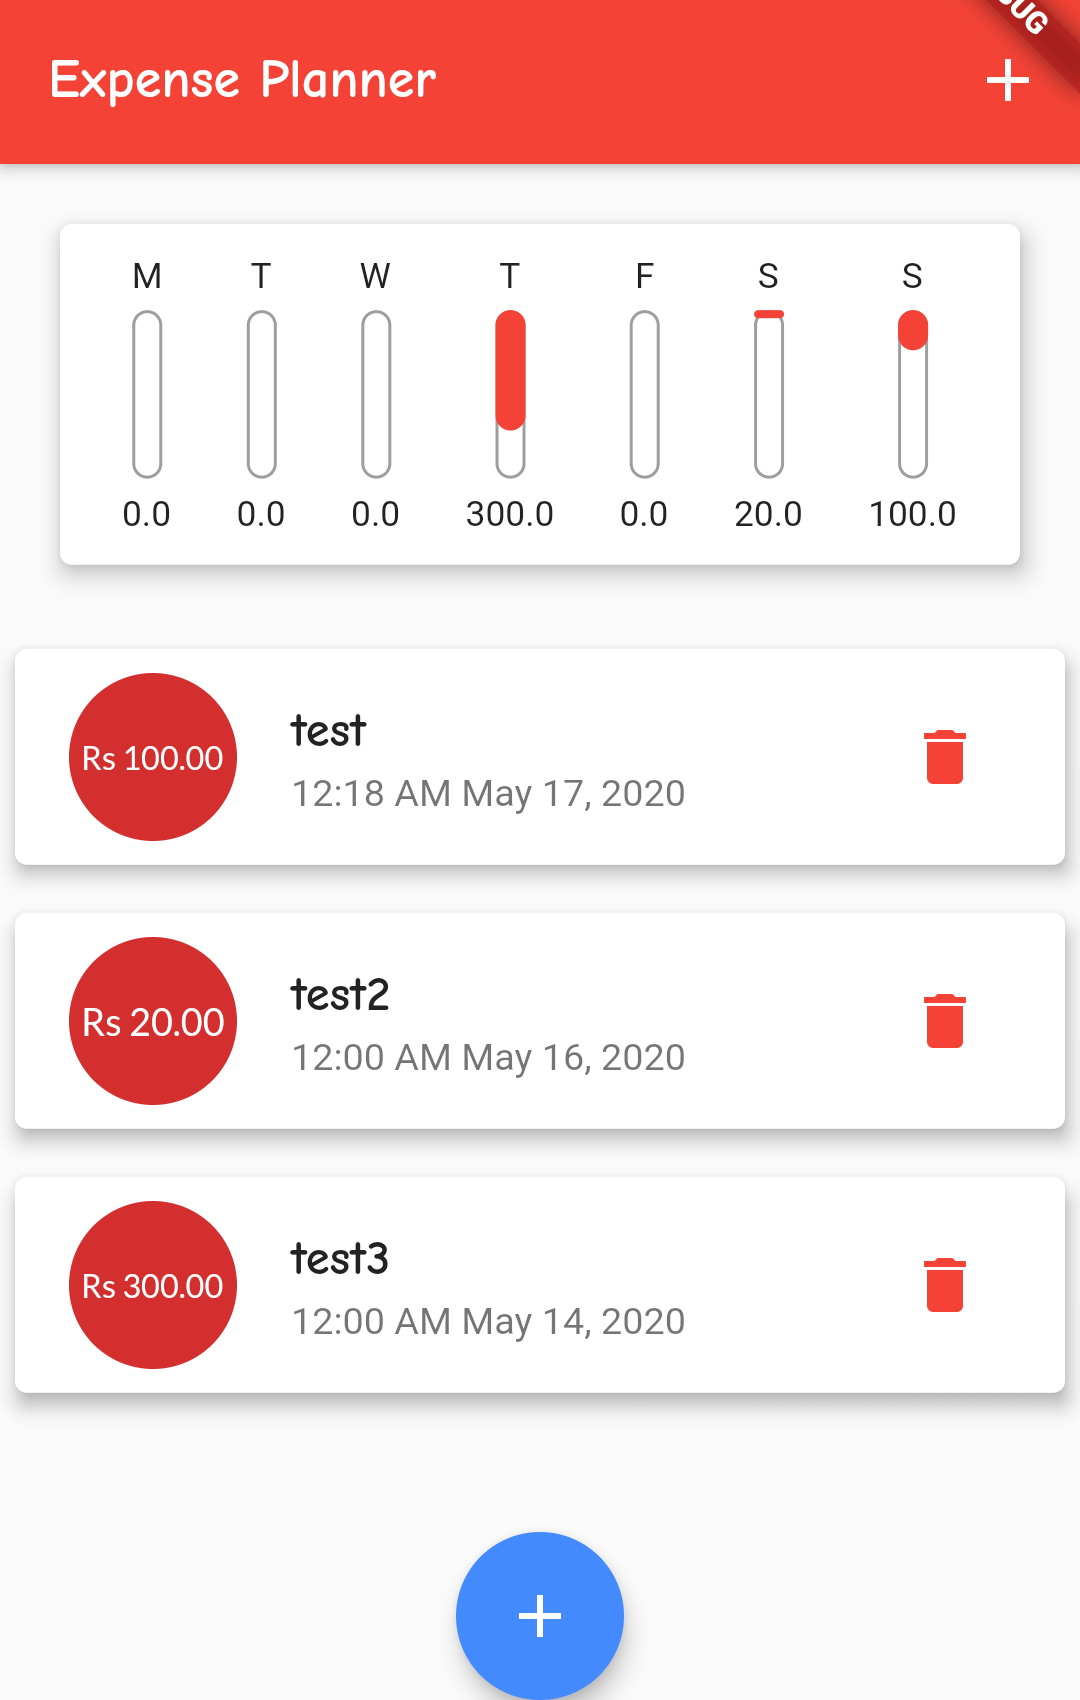 Expense Planner
M T W T F S S
0.0 0.0 0.0 300.0 0.0 20.0 100.0
Rs 100.00
test
12:18 AM May 17, 2020
Rs 20.00
test2
12:00 AM May 16, 2020
Rs 300.00
test3
12:00 AM May 14, 2020